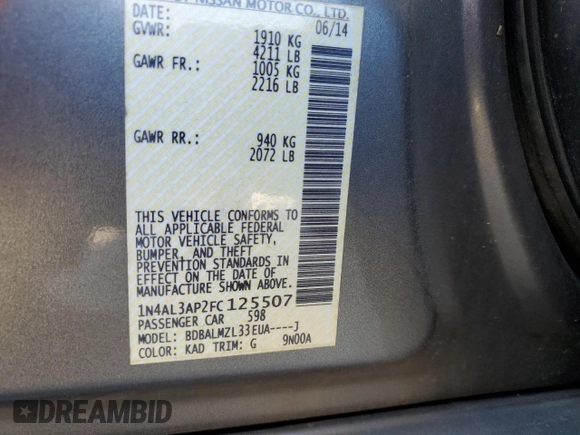 NISSAN MOTOR CO., LTD.
DATE: 06/14
GVWR: 1910 KG
4211 LB
GAWR FR.: 1005 KG
2216 LB
GAWR RR.: 940 KG
2072 LB
THIS VEHICLE CONFORMS TO
ALL APPLICABLE FEDERAL
MOTOR VEHICLE SAFETY,
BUMPER, AND THEFT
PREVENTION STANDARDS IN
EFFECT ON THE DATE OF
MANUFACTURE SHOWN ABOVE.
1N4AL3AP2FC125507
PASSENGER CAR 598
MODEL: BDBALMZL33EUA----J
COLOR: KAD TRIM: G 9N00A
DREAMBID